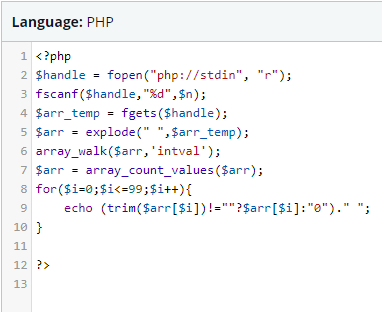 Language: PHP
1 <?php
2 $handle = fopen("php://stdin", "r");
3 fscanf($handle,"%d",$n);
4 $arr_temp = fgets($handle);
5 $arr = explode(" ",$arr_temp);
6 array_walk($arr,'intval');
7 $arr = array_count_values($arr);
8 for($i=0;$i<=99;$i++){
9     echo (trim($arr[$i])!=""?$arr[$i]:"0")." ";
10 }
11
12 ?>
13